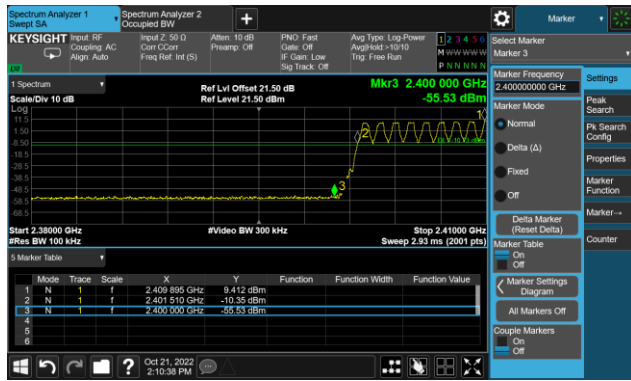 Spectrum Analyzer 1
Swept SA
Spectrum Analyzer 2
Occupied BW
Marker
KEYSIGHT
Input: RF
Coupling: AC
Align: Auto
Input Z: 50 Ω
Corr CCorr
Freq Ref: Int (S)
Atten: 10 dB
Preamp: Off
PNO: Fast
Gate: Off
IF Gain: Low
Sig Track: Off
Avg Type: Log-Power
Avg|Hold:>10/10
Trig: Free Run
1 2 3 4 5 6
M W W W W W
P N N N N N
Select Marker
Marker 3
1 Spectrum
Scale/Div 10 dB
Ref Lvl Offset 21.50 dB
Ref Level 21.50 dBm
Mkr3 2.400 000 GHz
-55.53 dBm
Log
11.5
1.50
-8.50
-18.5
-28.5
-38.5
-48.5
-58.5
-68.5
1
2
3
Start 2.38000 GHz
#Res BW 100 kHz
#Video BW 300 kHz
Stop 2.41000 GHz
Sweep 2.93 ms (2001 pts)
5 Marker Table
Mode Trace Scale X Y Function Function Width Function Value
1 N 1 f 2.409 895 GHz 9.412 dBm
2 N 1 f 2.401 510 GHz -10.35 dBm
3 N 1 f 2.400 000 GHz -55.53 dBm
4
5
6
Marker Frequency
2.400000000 GHz
Marker Mode
Normal
Delta (Δ)
Fixed
Off
Delta Marker
(Reset Delta)
Marker Table
On
Off
Marker Settings
Diagram
All Markers Off
Couple Markers
On
Off
Settings
Peak
Search
Pk Search
Config
Properties
Marker
Function
Marker→
Counter
?
Oct 21, 2022
2:10:38 PM